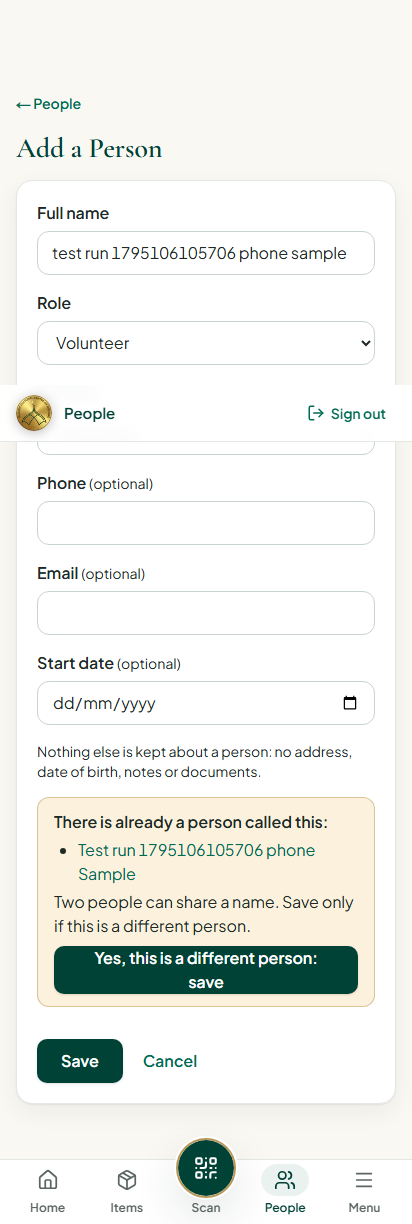 ← People
Add a Person
Full name
test run 1795106105706 phone sample
Role
Volunteer
People
Sign out
Phone (optional)
Email (optional)
Start date (optional)
dd/mm/yyyy
Nothing else is kept about a person: no address,
date of birth, notes or documents.
There is already a person called this:
Test run 1795106105706 phone
Sample
Two people can share a name. Save only
if this is a different person.
Yes, this is a different person:
save
Save
Cancel
Home
Items
Scan
People
Menu